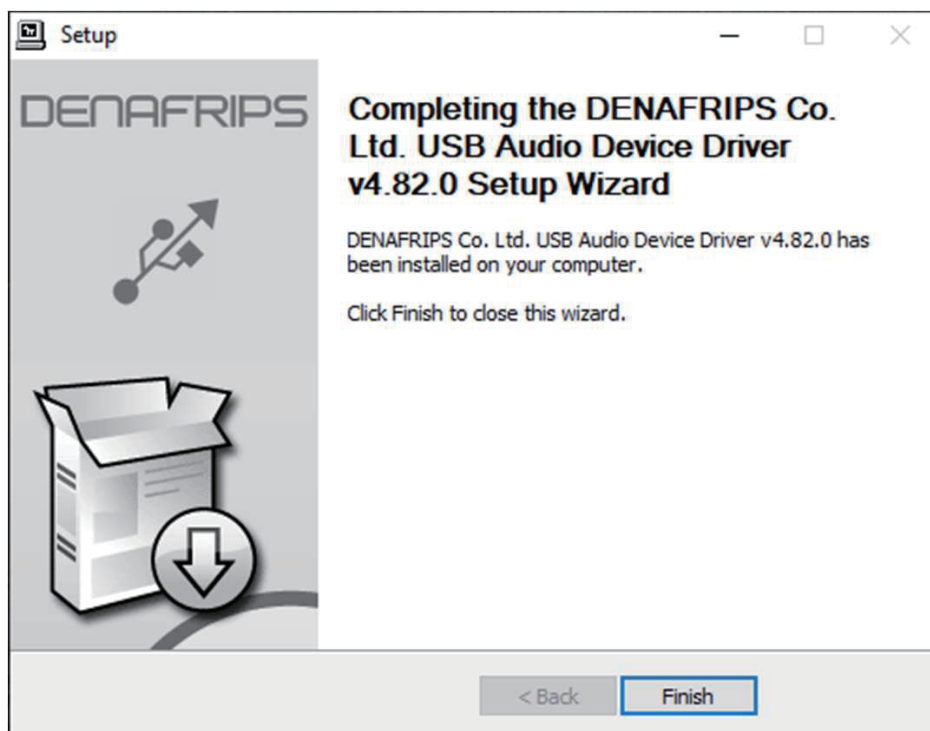 Setup
DENAFRIPS
Completing the DENAFRIPS Co.
Ltd. USB Audio Device Driver
v4.82.0 Setup Wizard
DENAFRIPS Co. Ltd. USB Audio Device Driver v4.82.0 has
been installed on your computer.
Click Finish to close this wizard.
< Back
Finish